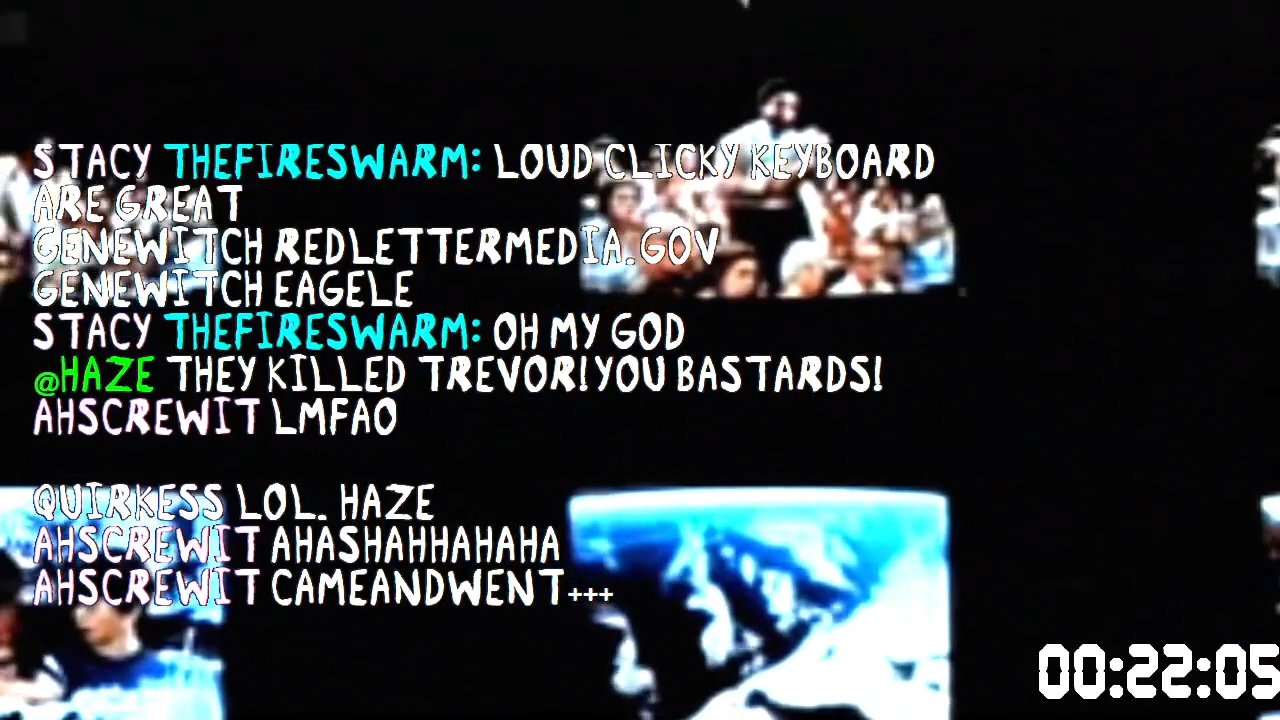 STACY THEFIRESWARM: LOUD CLICKY KEYBOARD
ARE GREAT
GENEWITCH REDLETTERMEDIA.GOV
GENEWITCH EAGELE
STACY THEFIRESWARM: OH MY GOD
@HAZE THEY KILLED TREVOR! YOU BASTARDS!
AHSCREWIT LMFAO
QUIRKESS LOL. HAZE
AHSCREWIT AHASHAHHAHAHA
AHSCREWIT CAMEANDWENT+++
00:22:05